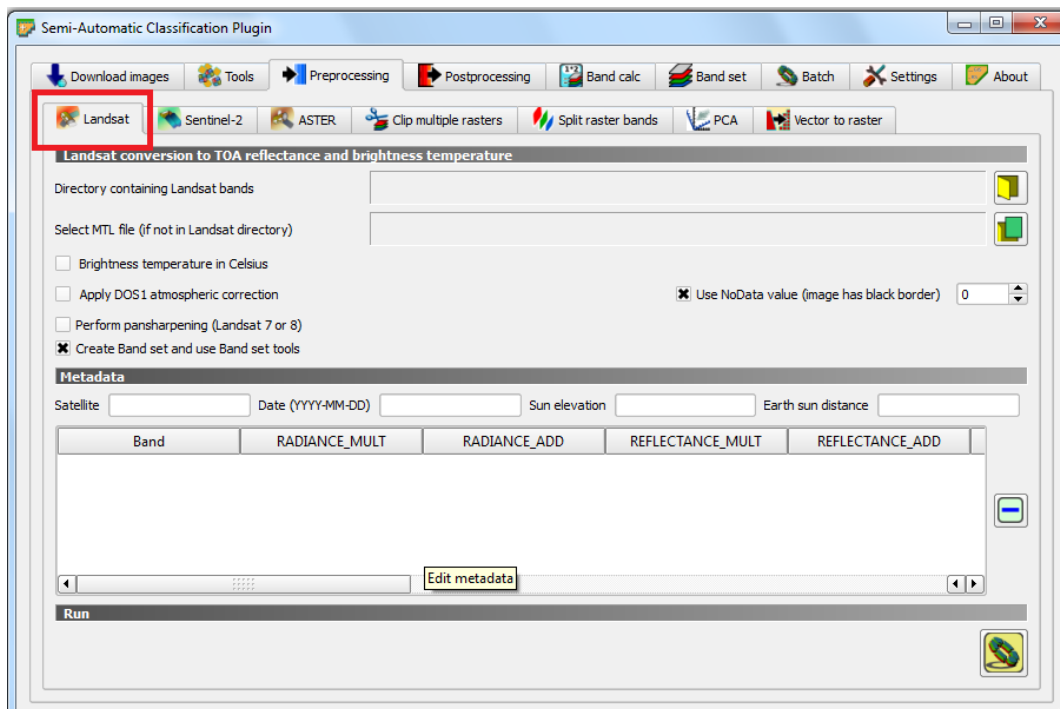 Semi-Automatic Classification Plugin
Download images Tools Preprocessing Postprocessing Band calc Band set Batch Settings About
Landsat Sentinel-2 ASTER Clip multiple rasters Split raster bands PCA Vector to raster
Landsat conversion to TOA reflectance and brightness temperature
Directory containing Landsat bands
Select MTL file (if not in Landsat directory)
Brightness temperature in Celsius
Apply DOS1 atmospheric correction Use NoData value (image has black border) 0
Perform pansharpening (Landsat 7 or 8)
Create Band set and use Band set tools
Metadata
Satellite Date (YYYY-MM-DD) Sun elevation Earth sun distance
Band RADIANCE_MULT RADIANCE_ADD REFLECTANCE_MULT REFLECTANCE_ADD
Edit metadata
Run